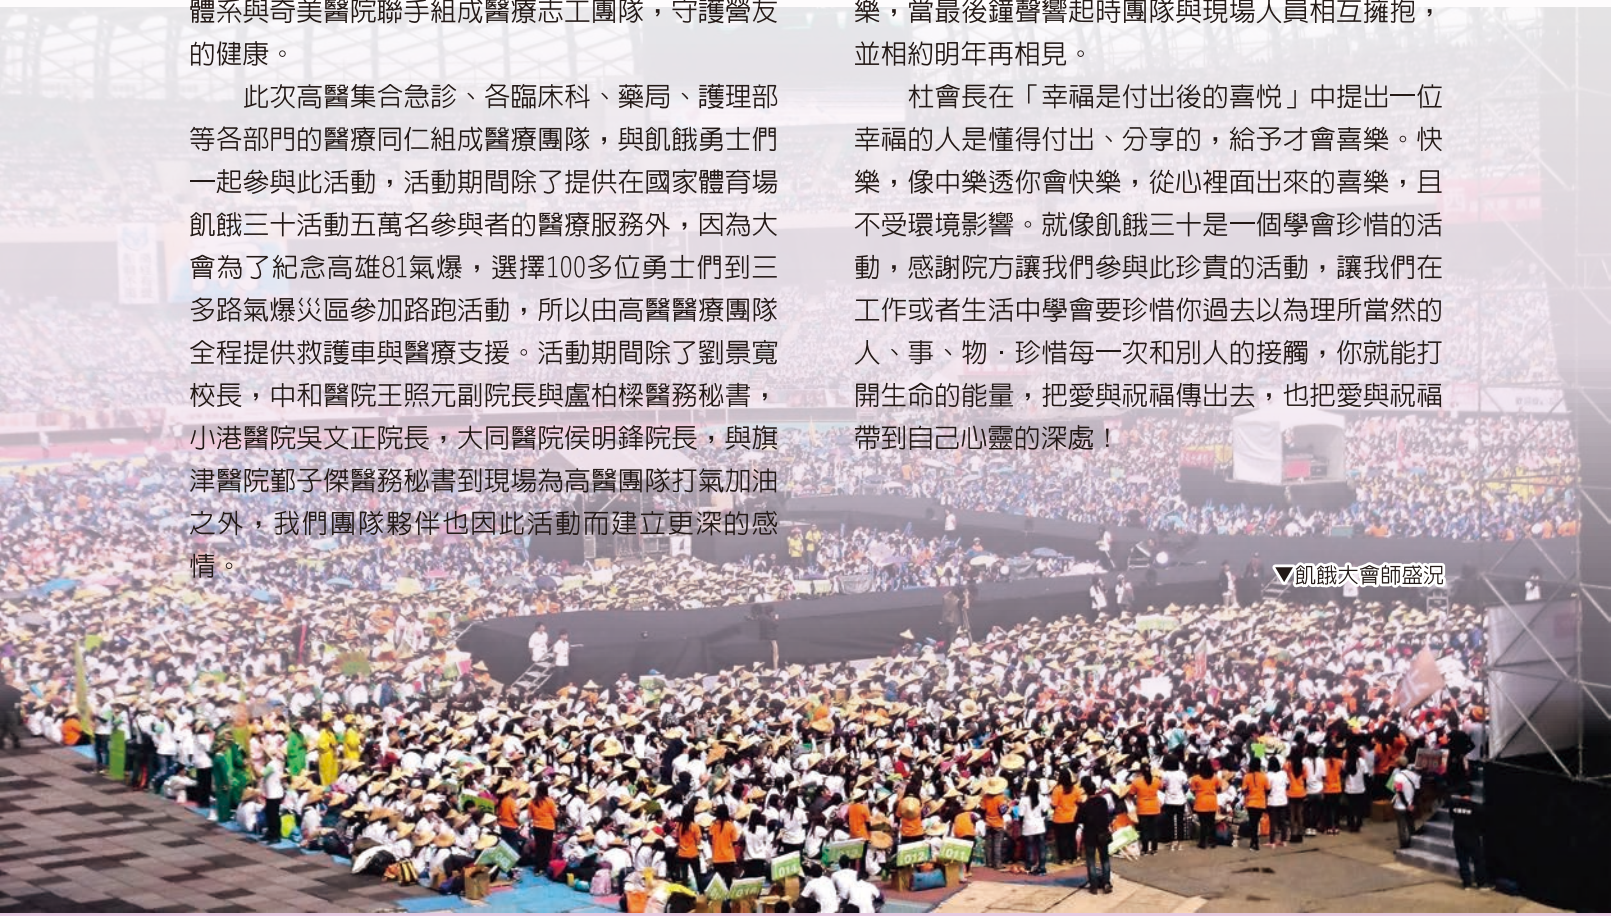 體系與奇美醫院聯手組成醫療志工團隊，守護營友
的健康。
此次高醫集合急診、各臨床科、藥局、護理部
等各部門的醫療同仁組成醫療團隊，與飢餓勇士們
一起參與此活動，活動期間除了提供在國家體育場
飢餓三十活動五萬名參與者的醫療服務外，因為大
會為了紀念高雄81氣爆，選擇100多位勇士們到三
多路氣爆災區參加路跑活動，所以由高醫醫療團隊
全程提供救護車與醫療支援。活動期間除了劉景寬
校長，中和醫院王照元副院長與盧柏樑醫務秘書，
小港醫院吳文正院長，大同醫院侯明鋒院長，與旗
津醫院鄞子傑醫務秘書到現場為高醫團隊打氣加油
之外，我們團隊夥伴也因此活動而建立更深的感
情。
樂，當最後鐘聲響起時團隊與現場人員相互擁抱，
並相約明年再相見。
杜會長在「幸福是付出後的喜悅」中提出一位
幸福的人是懂得付出、分享的，給予才會喜樂。快
樂，像中樂透你會快樂，從心裡面出來的喜樂，且
不受環境影響。就像飢餓三十是一個學會珍惜的活
動，感謝院方讓我們參與此珍貴的活動，讓我們在
工作或者生活中學會要珍惜你過去以為理所當然的
人、事、物．珍惜每一次和別人的接觸，你就能打
開生命的能量，把愛與祝福傳出去，也把愛與祝福
帶到自己心靈的深處！
▼飢餓大會師盛況
014
012
011